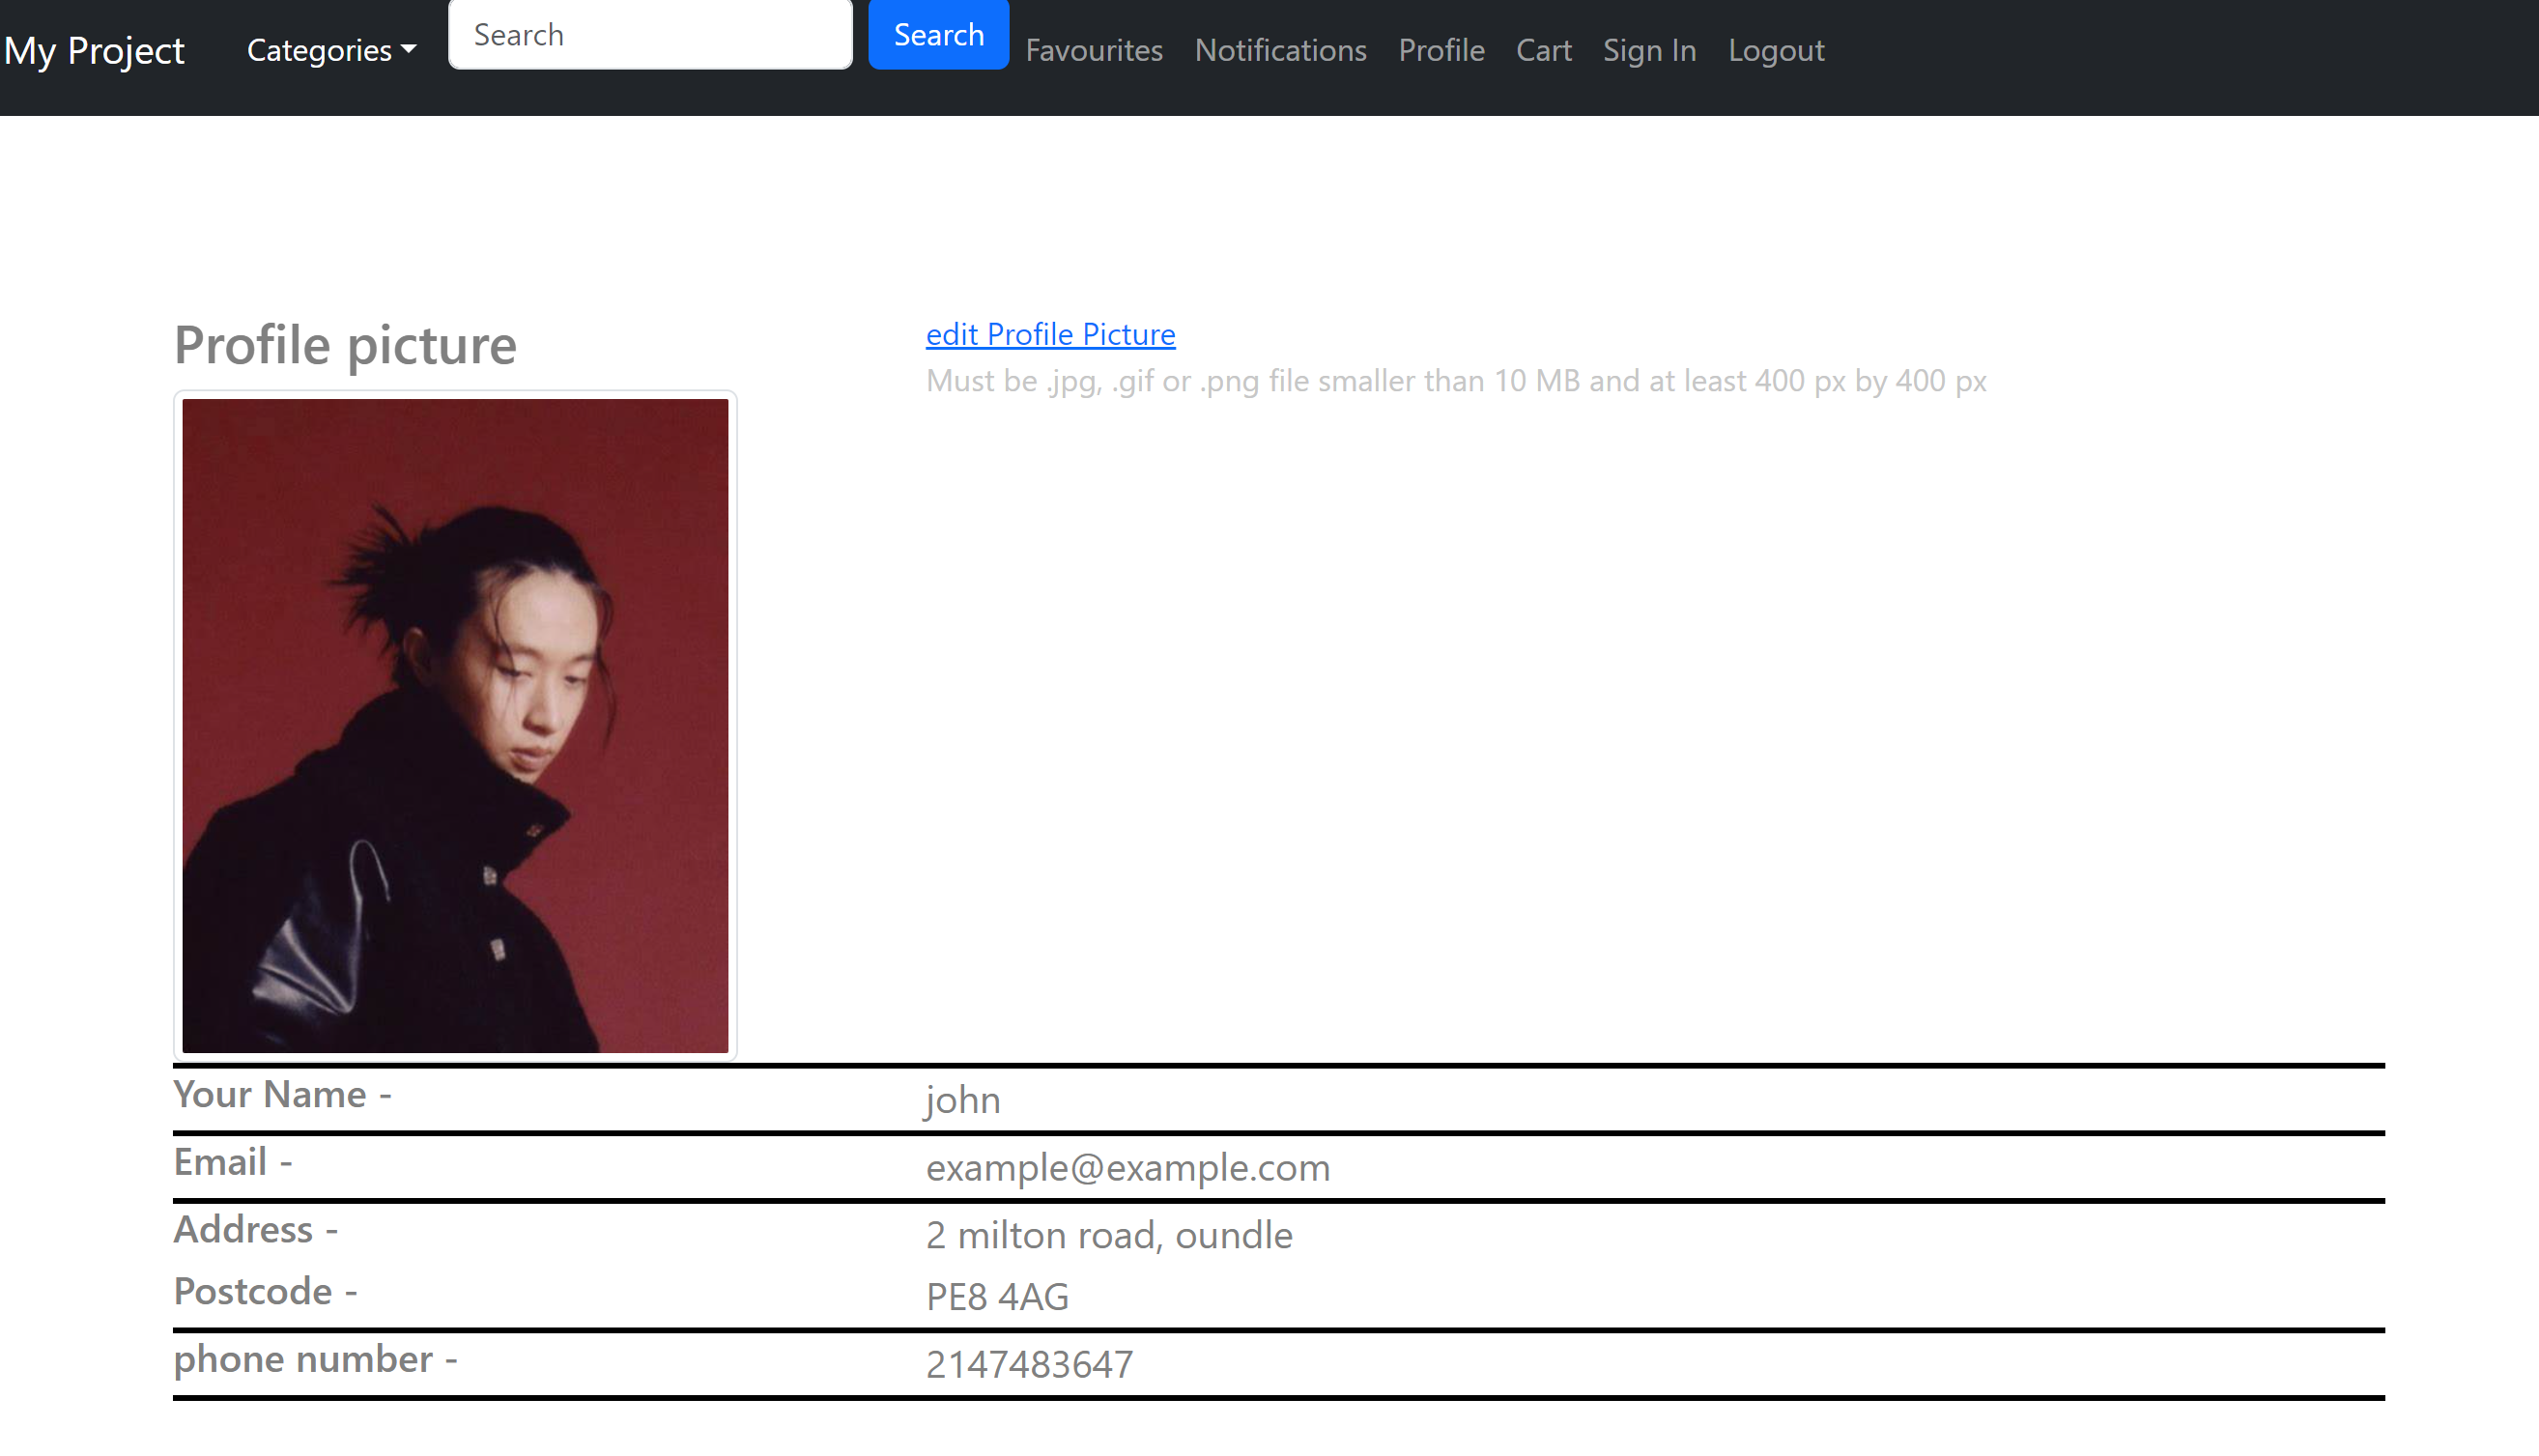 My Project Categories Search Search Favourites Notifications Profile Cart Sign In Logout
Profile picture
edit Profile Picture
Must be .jpg, .gif or .png file smaller than 10 MB and at least 400 px by 400 px
Your Name - john
Email - example@example.com
Address - 2 milton road, oundle
Postcode - PE8 4AG
phone number - 2147483647